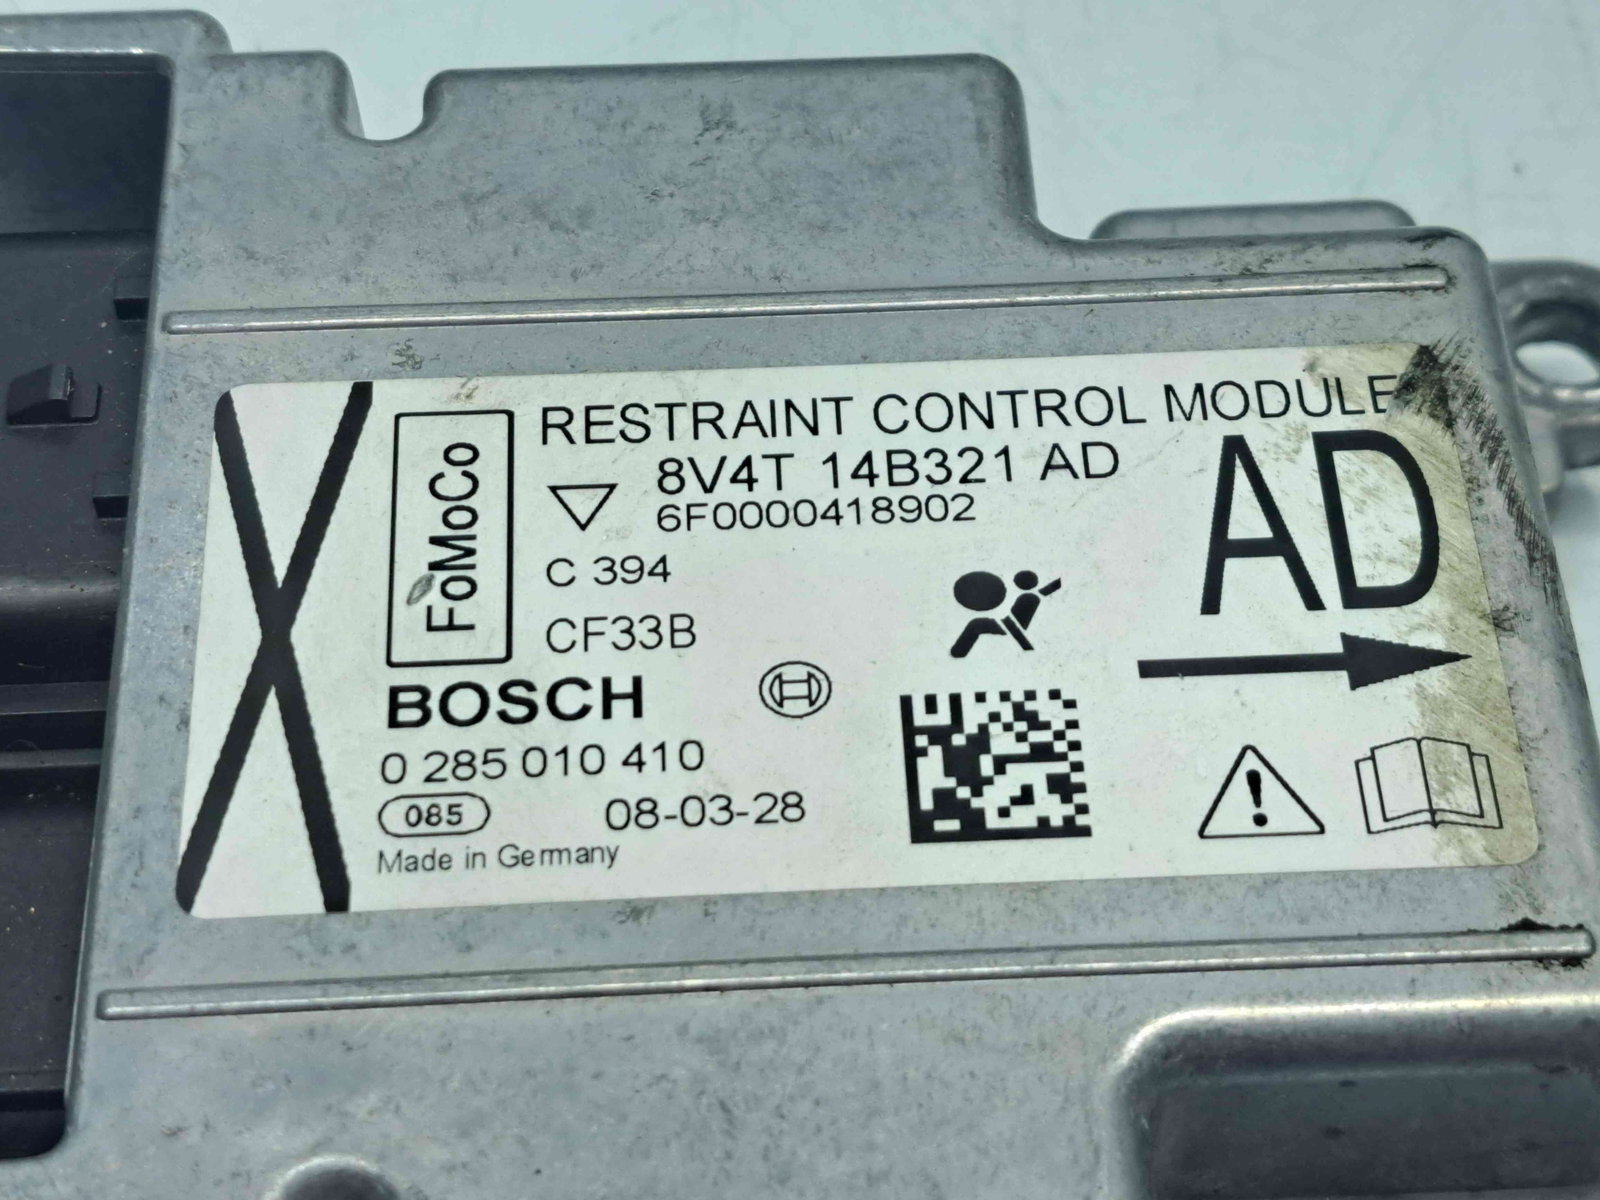 X
FoMoCo
RESTRAINT CONTROL MODULE
8V4T 14B321 AD
6F0000418902
AD
C 394
CF33B
BOSCH
0 285 010 410
085 08-03-28
Made in Germany